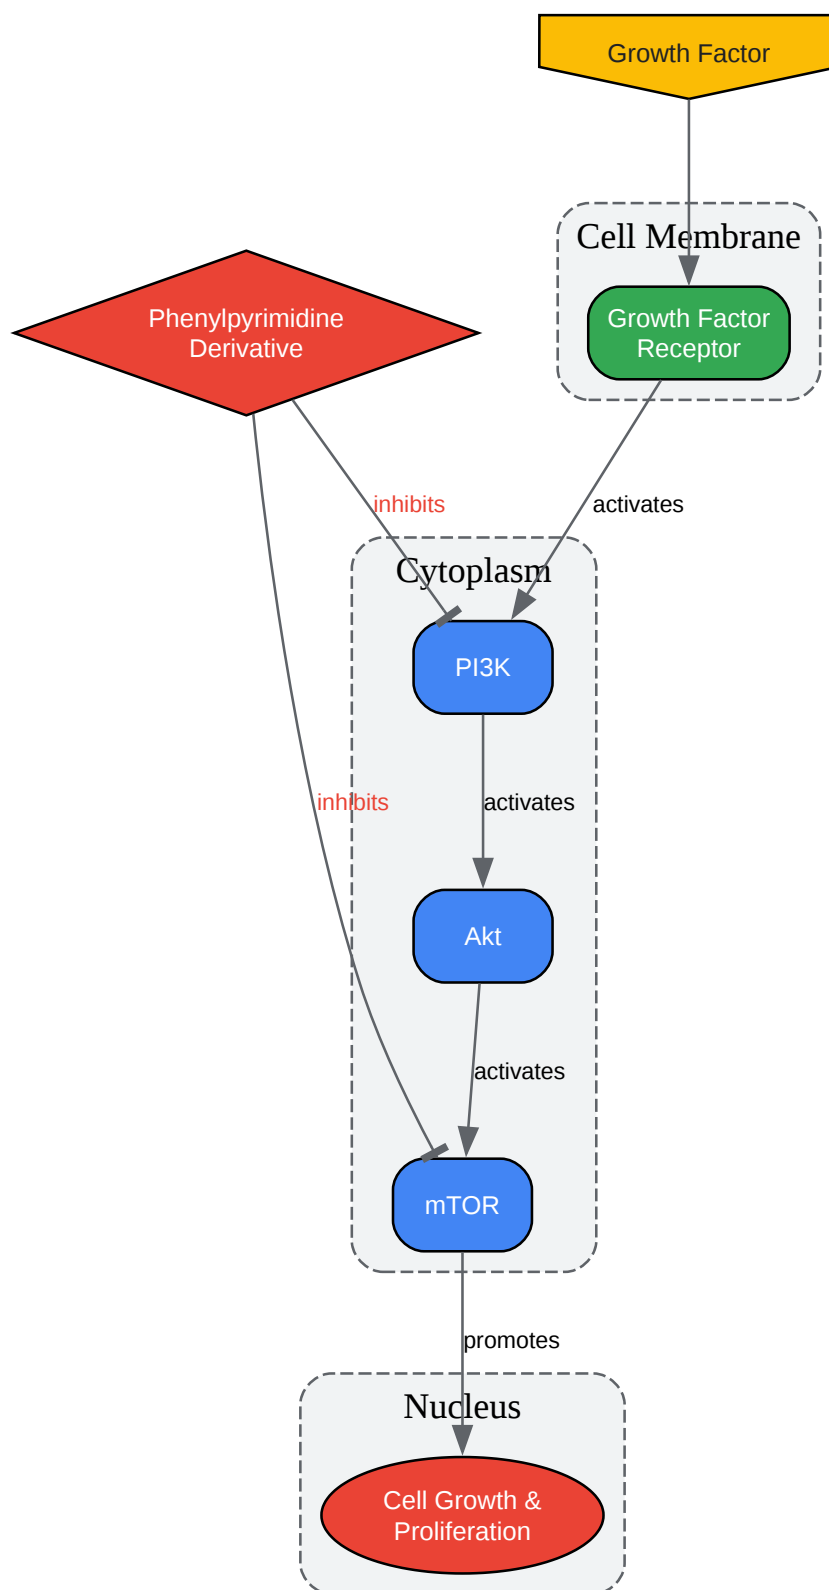 Growth Factor
Cell Membrane
Growth Factor
Receptor
Phenylpyrimidine
Derivative
inhibits
activates
Cytoplasm
PI3K
inhibits
activates
Akt
activates
mTOR
promotes
Nucleus
Cell Growth &
Proliferation